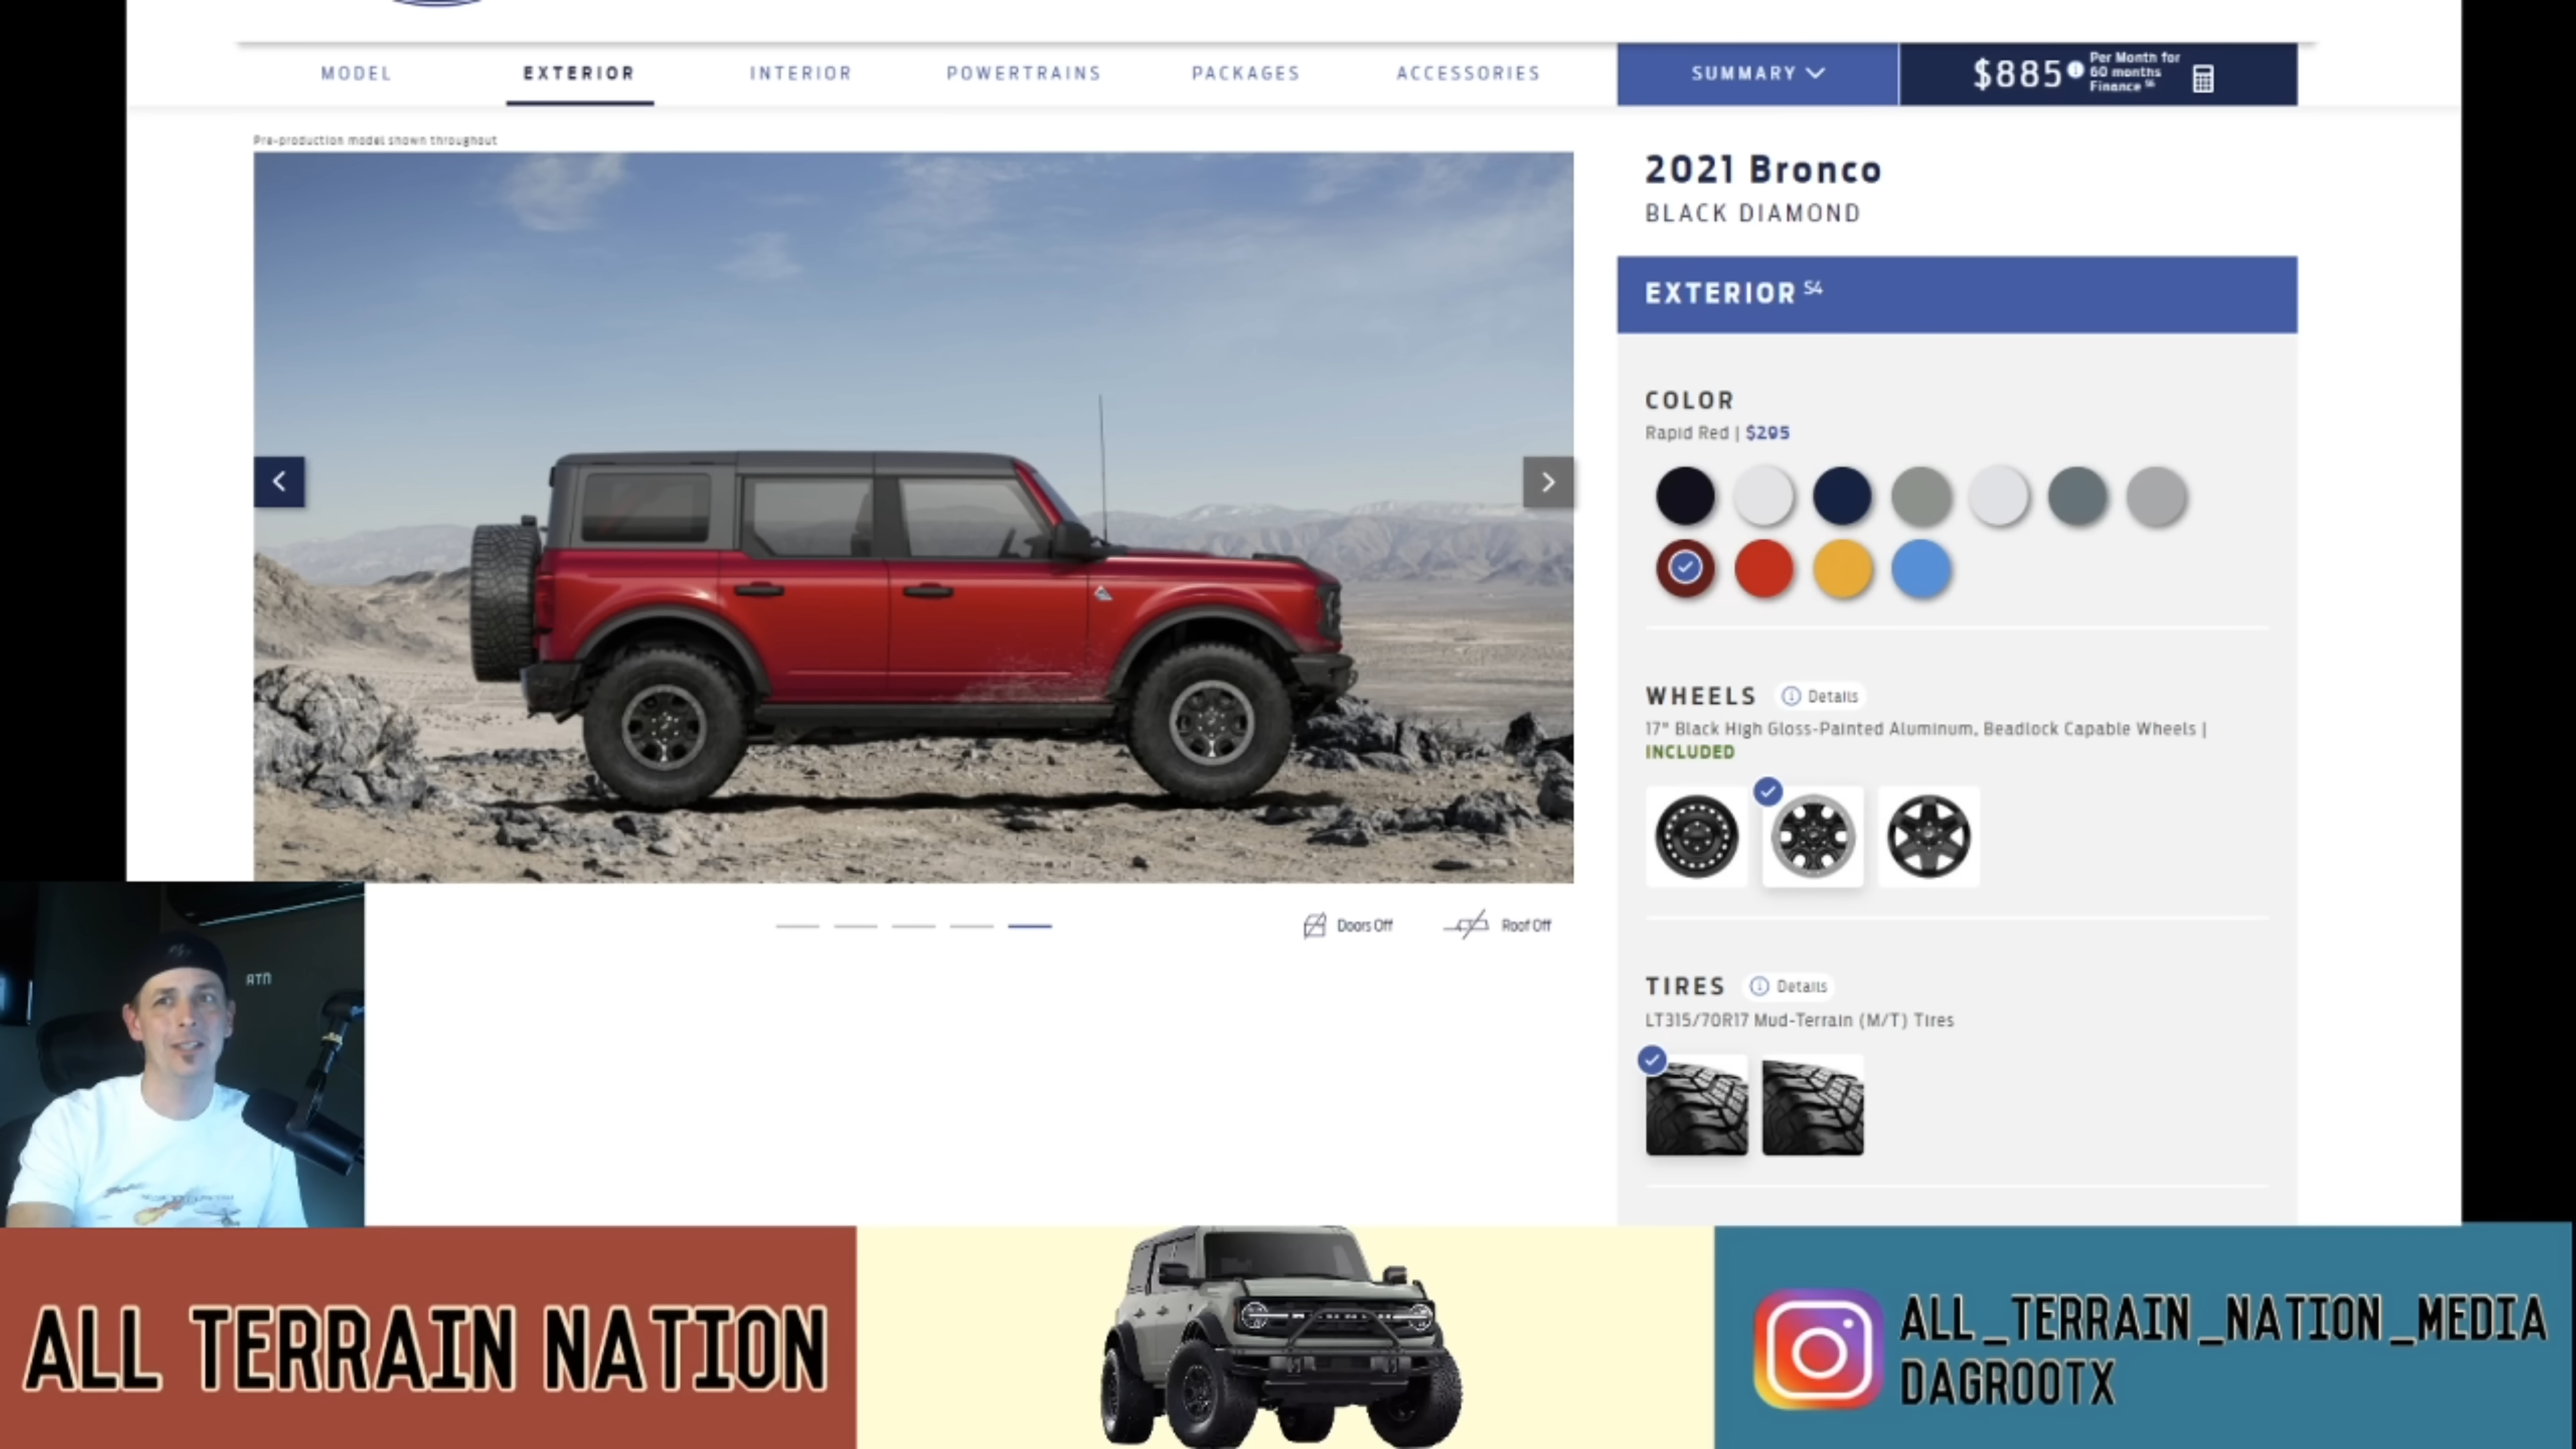 MODEL
EXTERIOR
INTERIOR
POWERTRAINS
PACKAGES
ACCESSORIES
SUMMARY
$885
Per Month for
60 months
Finance
Pre-production model shown throughout
2021 Bronco
BLACK DIAMOND
EXTERIOR S4
COLOR
Rapid Red | $295
WHEELS Details
17" Black High Gloss-Painted Aluminum, Beadlock Capable Wheels |
INCLUDED
Doors Off
Roof Off
TIRES Details
LT315/70R17 Mud-Terrain (M/T) Tires
ATN
ALL TERRAIN NATION
ALL_TERRAIN_NATION_MEDIA
DAGROOTX